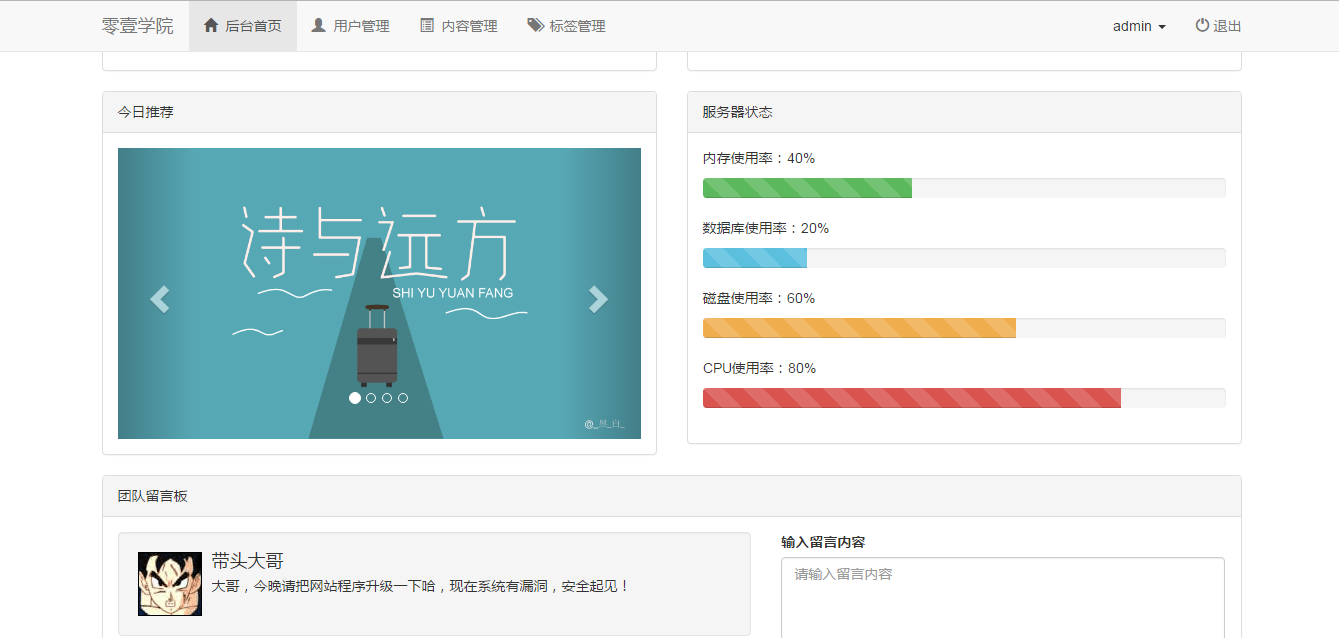 零壹学院 后台首页 用户管理 内容管理 标签管理 admin 退出
今日推荐
诗与远方
SHI YU YUAN FANG
@_黑_白_
服务器状态
内存使用率：40%
数据库使用率：20%
磁盘使用率：60%
CPU使用率：80%
团队留言板
带头大哥
大哥，今晚请把网站程序升级一下哈，现在系统有漏洞，安全起见！
输入留言内容
请输入留言内容